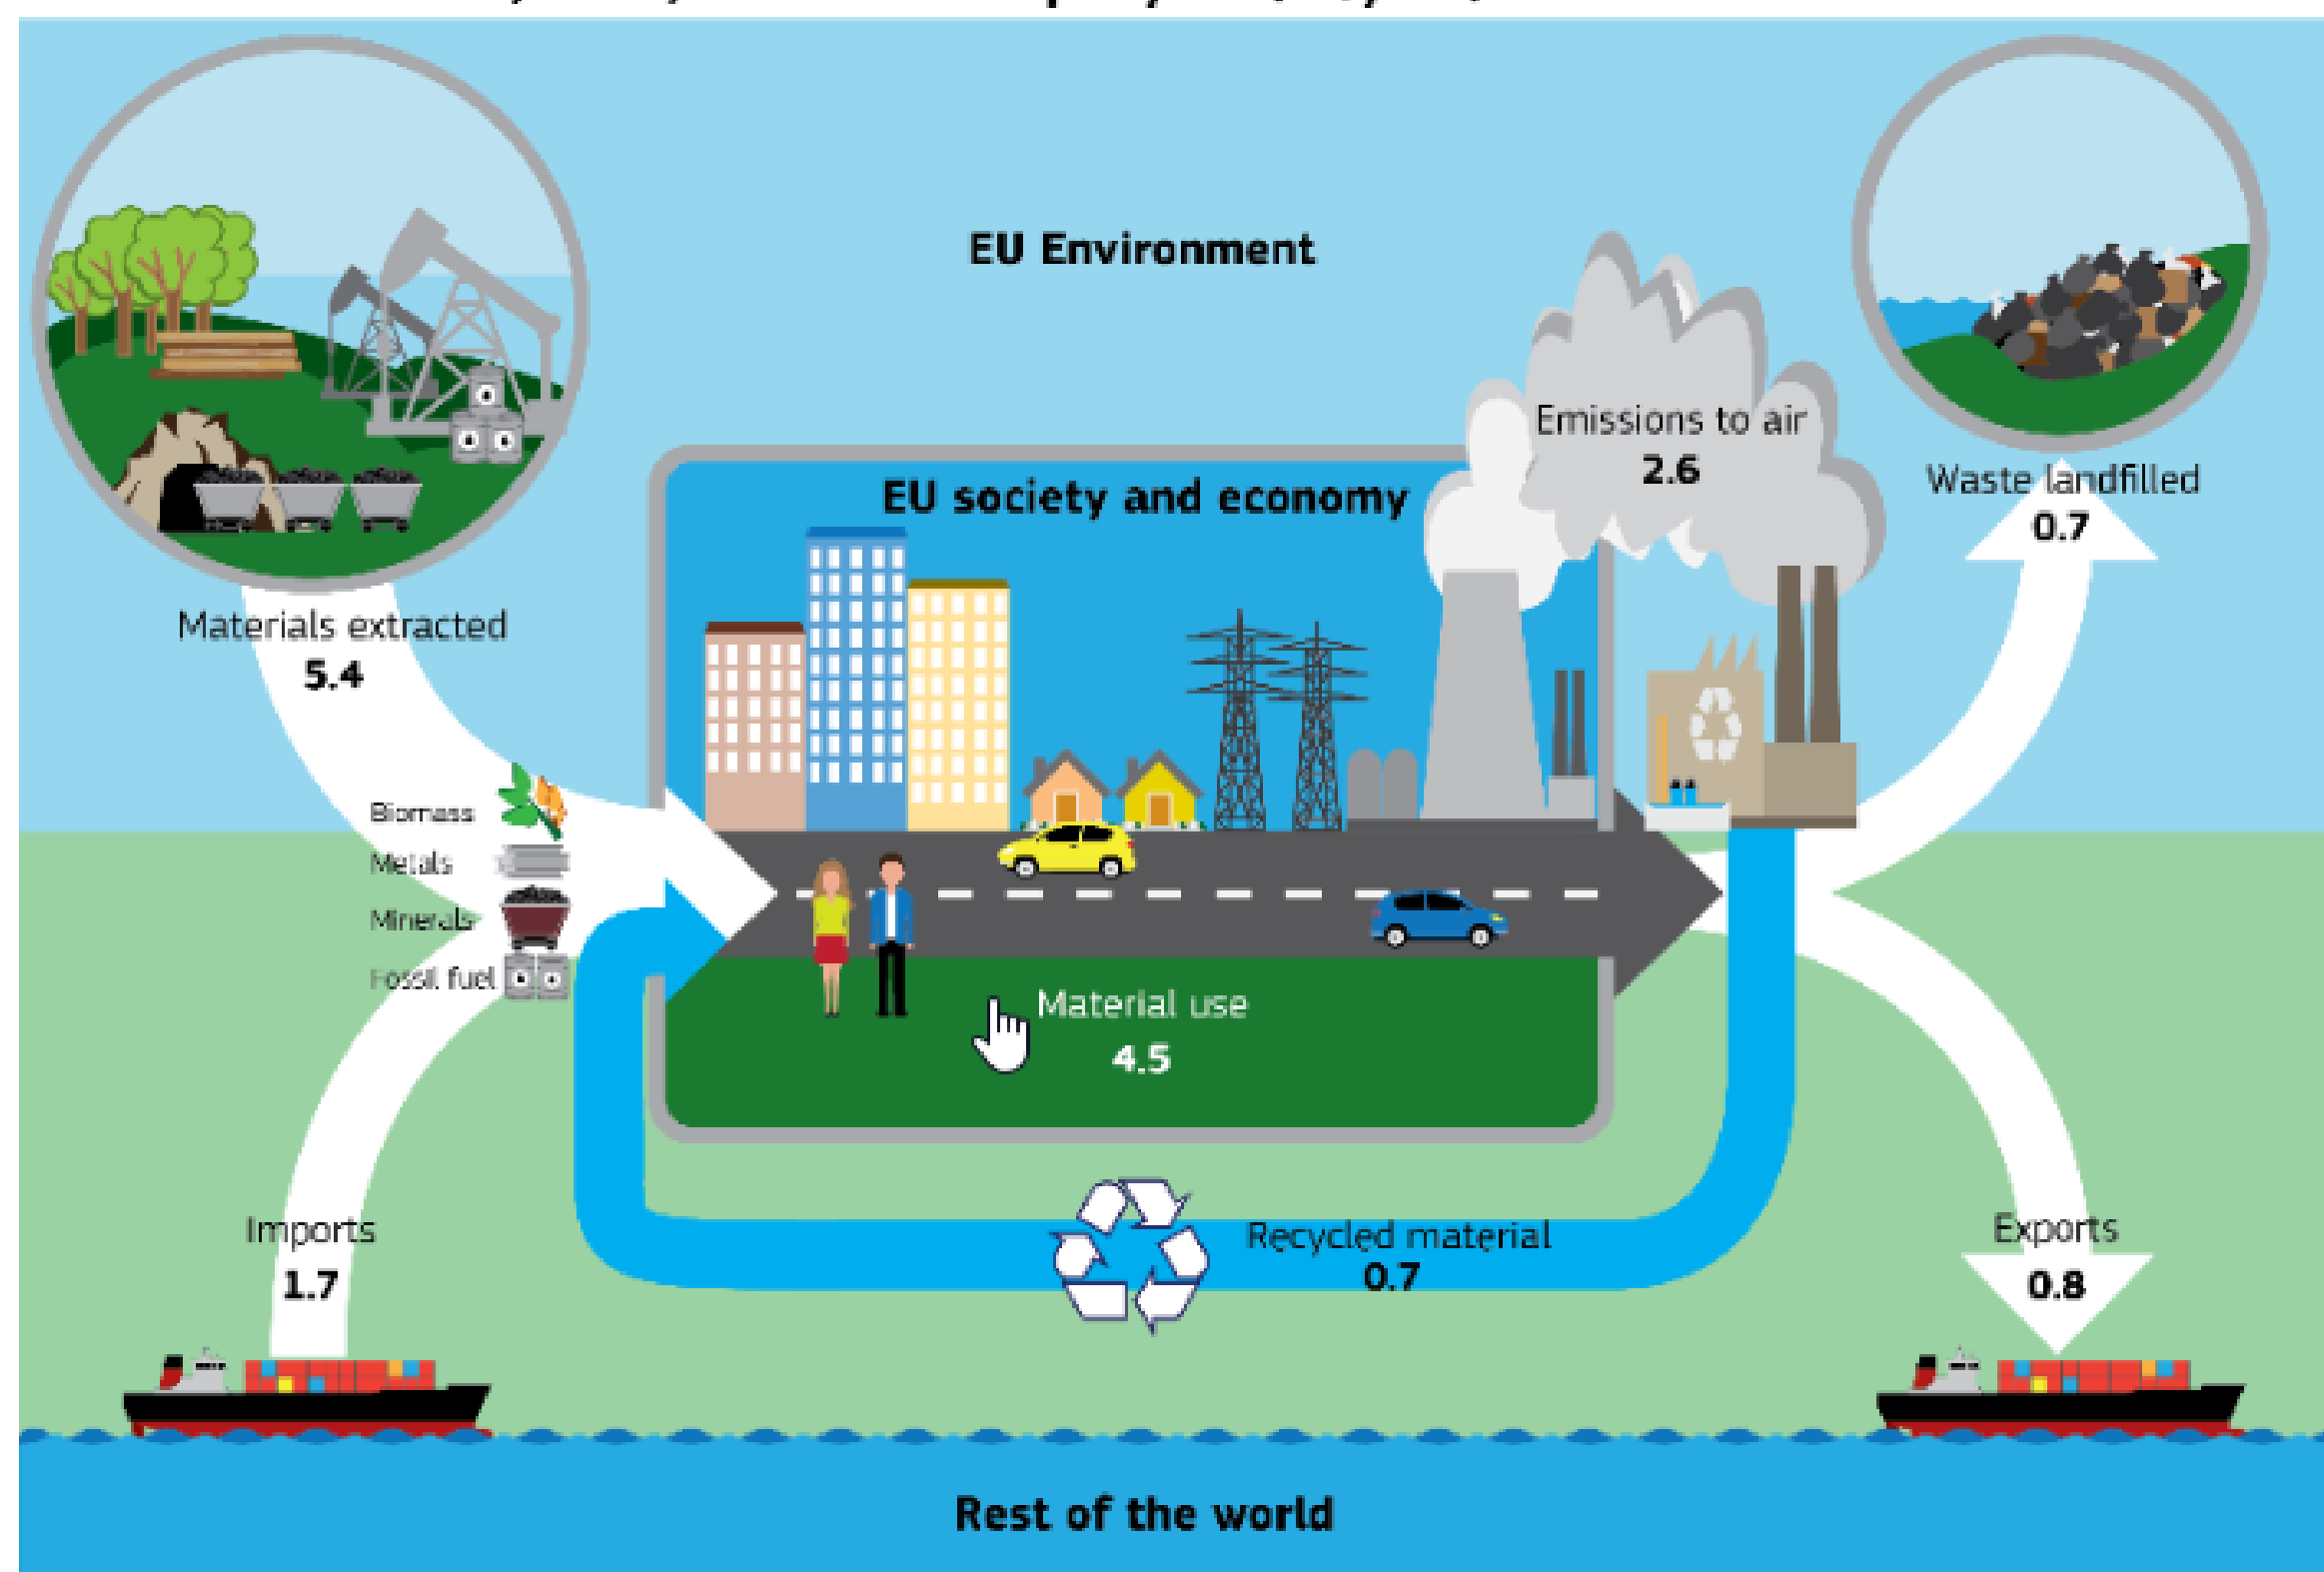 EU Environment
Emissions to air
2.6
Waste landfilled
0.7
EU society and economy
Materials extracted
5.4
Biomass
Metals
Minerals
Fossil fuel
Material use
4.5
Imports
1.7
Recycled material
0.7
Exports
0.8
Rest of the world